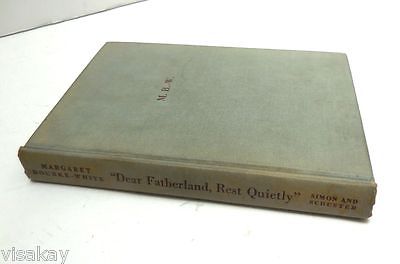 M. B.-W.
MARGARET
BOURKE-WHITE
"Dear Fatherland, Rest Quietly"
SIMON AND
SCHUSTER
visakay